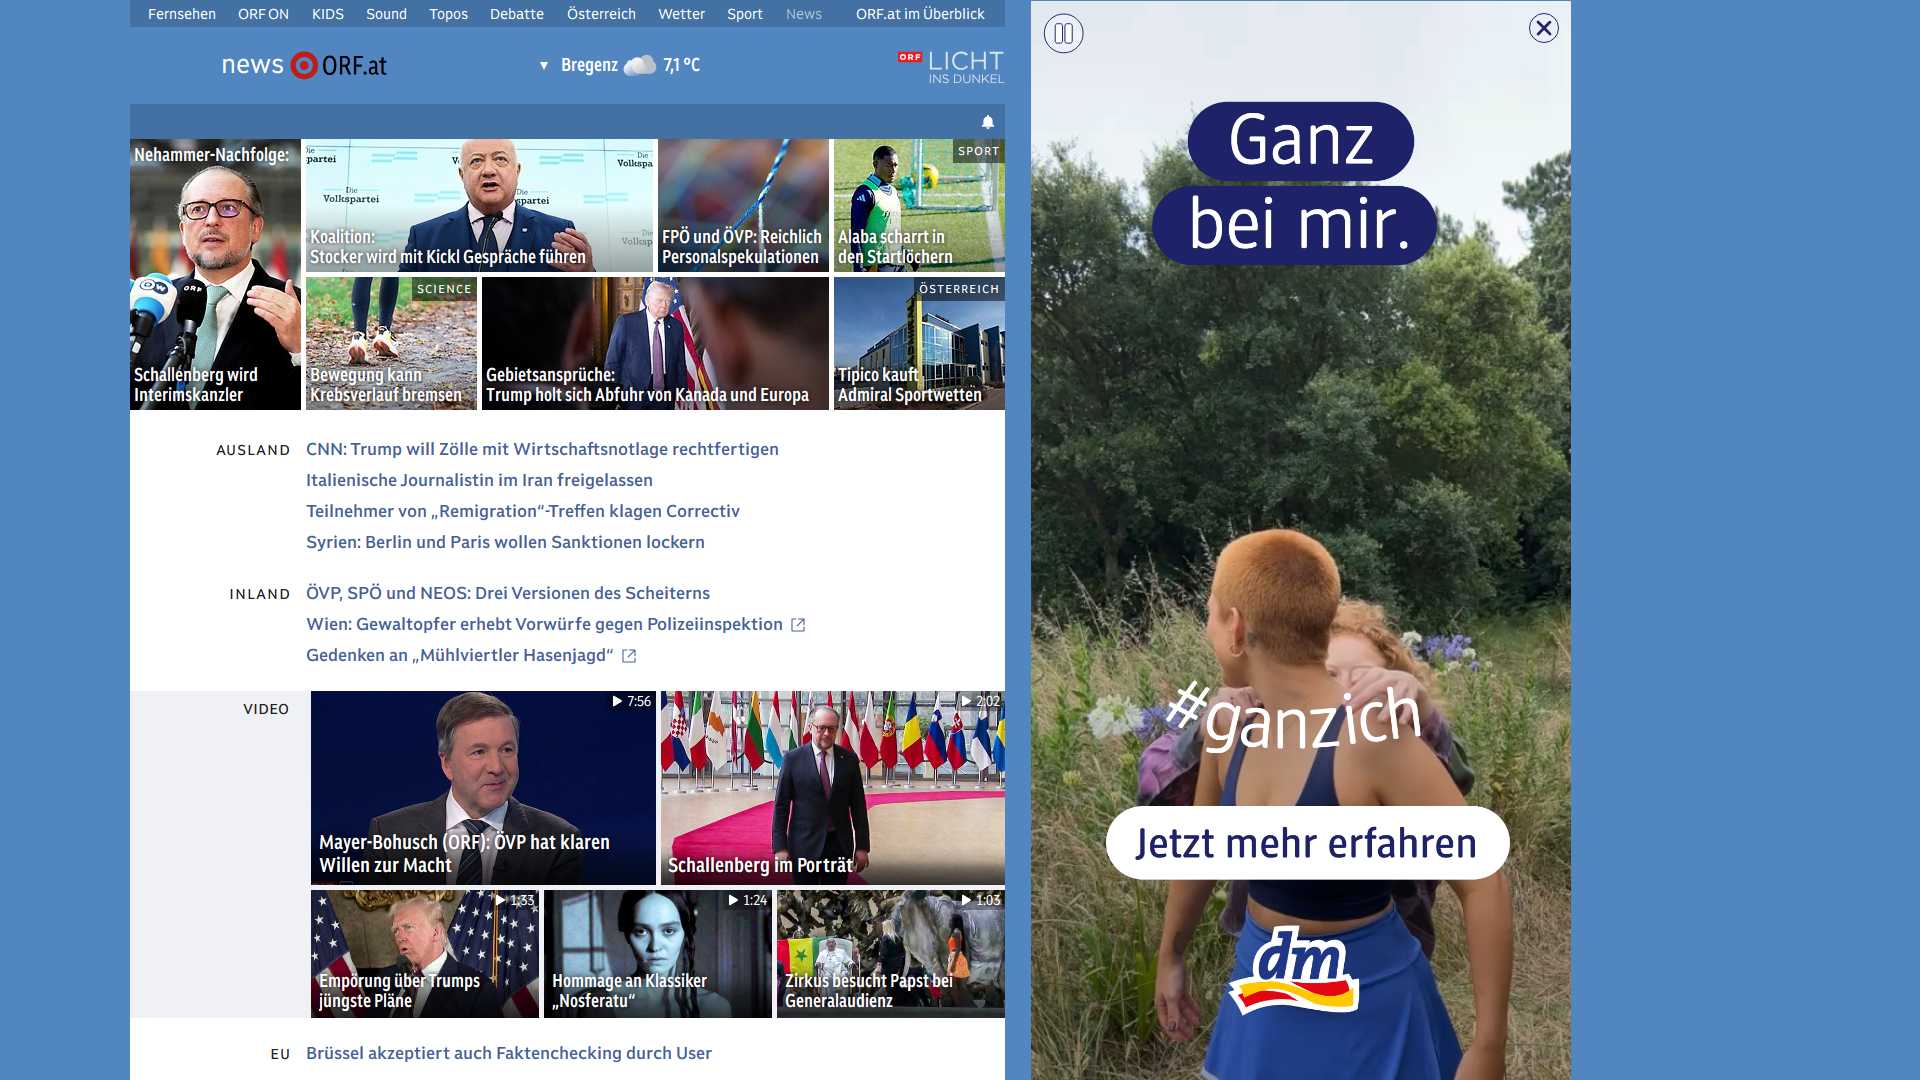 Fernsehen ORF ON KIDS Sound Topos Debatte Österreich Wetter Sport News ORF.at im Überblick
news ORF.at
Bregenz 7,1 °C
ORF LICHT
INS DUNKEL
Nehammer-Nachfolge:
Schallenberg wird
Interimskanzler
Die
Volkspartei
Koalition:
Stocker wird mit Kickl Gespräche führen
FPÖ und ÖVP: Reichlich
Personalspekulationen
SPORT
Alaba scharrt in
den Startlöchern
DW
ORF
SCIENCE
Bewegung kann
Krebsverlauf bremsen
Gebietsansprüche:
Trump holt sich Abfuhr von Kanada und Europa
ÖSTERREICH
Tipico kauft
Admiral Sportwetten
AUSLAND
CNN: Trump will Zölle mit Wirtschaftsnotlage rechtfertigen
Italienische Journalistin im Iran freigelassen
Teilnehmer von „Remigration“-Treffen klagen Correctiv
Syrien: Berlin und Paris wollen Sanktionen lockern
INLAND
ÖVP, SPÖ und NEOS: Drei Versionen des Scheiterns
Wien: Gewaltopfer erhebt Vorwürfe gegen Polizeiinspektion
Gedenken an „Mühlviertler Hasenjagd“
VIDEO
7:56
Mayer-Bohusch (ORF): ÖVP hat klaren
Willen zur Macht
2:02
Schallenberg im Porträt
1:33
Empörung über Trumps
jüngste Pläne
1:24
Hommage an Klassiker
„Nosferatu“
1:03
Zirkus besucht Papst bei
Generalaudienz
EU
Brüssel akzeptiert auch Faktenchecking durch User
Ganz
bei mir.
#ganzich
Jetzt mehr erfahren
dm